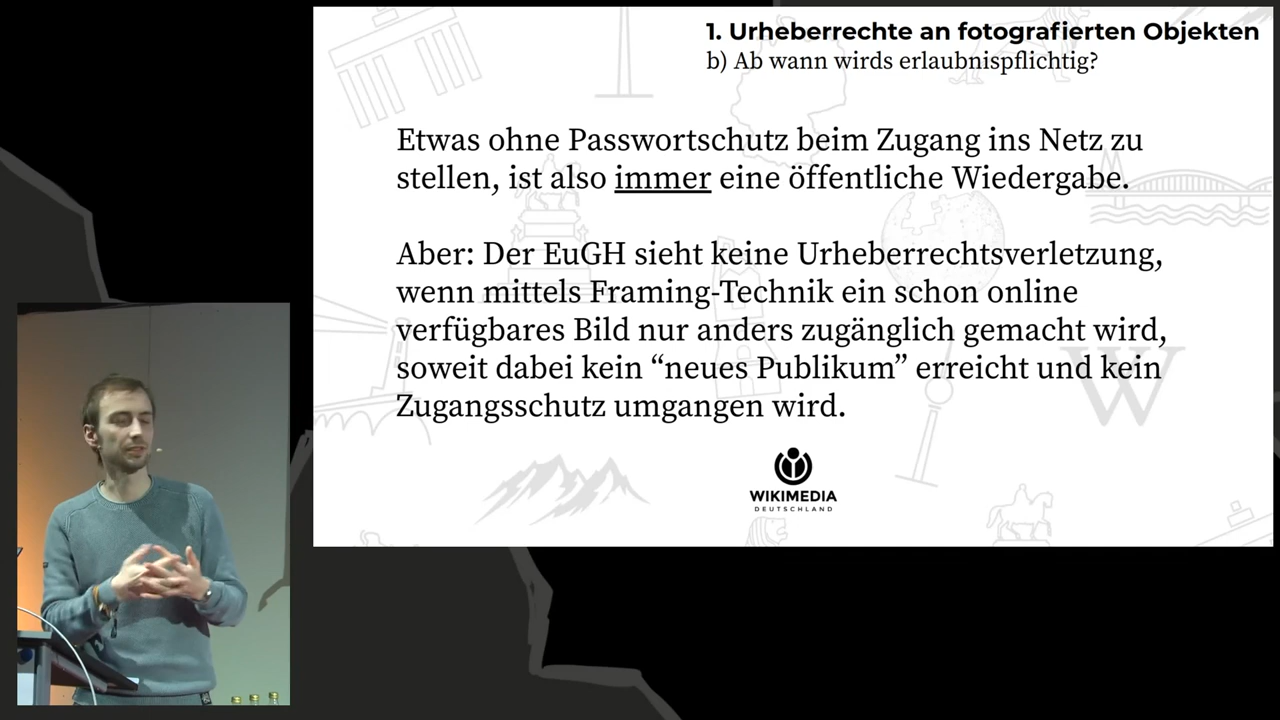 1. Urheberrechte an fotografierten Objekten
b) Ab wann wirds erlaubnispflichtig?
Etwas ohne Passwortschutz beim Zugang ins Netz zu
stellen, ist also immer eine öffentliche Wiedergabe.
Aber: Der EuGH sieht keine Urheberrechtsverletzung,
wenn mittels Framing-Technik ein schon online
verfügbares Bild nur anders zugänglich gemacht wird,
soweit dabei kein “neues Publikum” erreicht und kein
Zugangsschutz umgangen wird.
W
WIKIMEDIA
DEUTSCHLAND